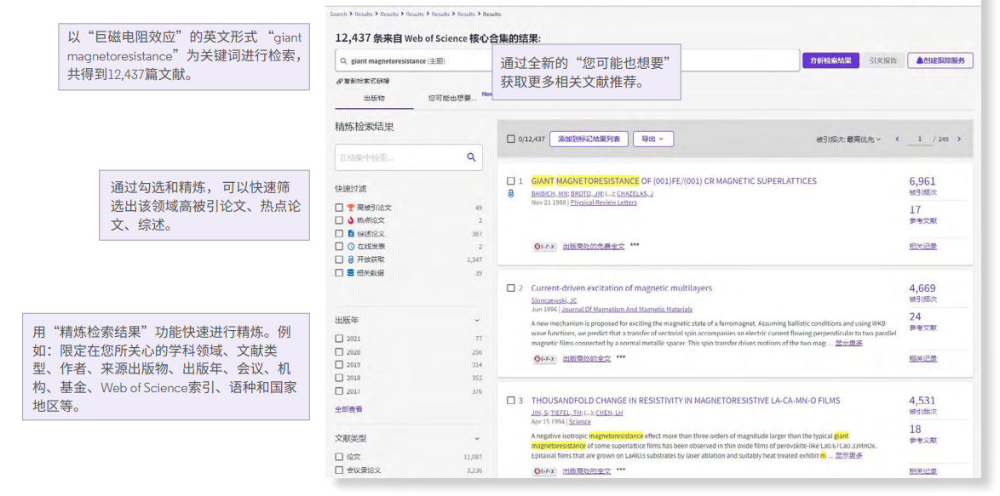 Search > Results > Results > Results > Results > Results > Results
12,437 条来自 Web of Science 核心合集的结果:
giant magnetoresistance (主题)
分析检索结果
引文报告
创建跟踪服务
复制检索式链接
出版物
您可能也想要...
New
以“巨磁电阻效应”的英文形式 “giant
magnetoresistance”为关键词进行检索，
共得到12,437篇文献。
通过全新的“您可能也想要”
获取更多相关文献推荐。
通过勾选和精炼， 可以快速筛
选出该领域高被引论文、热点论
文、综述。
用“精炼检索结果”功能快速进行精炼。例
如：限定在您所关心的学科领域、文献类
型、作者、来源出版物、出版年、会议、机
构、基金、Web of Science索引、语种和国家
地区等。
精炼检索结果
在结果中检索...
快速过滤
高被引论文 49
热点论文 2
综述论文 387
在线发表 2
开放获取 1,347
相关数据 39
出版年
2021 77
2020 256
2019 314
2018 352
2017 376
全部查看
文献类型
论文 11,087
会议录论文 3,236
0/12,437 添加到标记结果列表 导出
被引频次: 最高优先 < 1 / 249 >
1 GIANT MAGNETORESISTANCE OF (001)FE/(001) CR MAGNETIC SUPERLATTICES
BAIBICH, MN; BROTO, JM; (...); CHAZELAS, J
Nov 21 1988 | Physical Review Letters
S-F-X 出版商处的免费全文 •••
6,961
被引频次
17
参考文献
相关记录
2 Current-driven excitation of magnetic multilayers
Slonczewski, JC
Jun 1996 | Journal Of Magnetism And Magnetic Materials
A new mechanism is proposed for exciting the magnetic state of a ferromagnet. Assuming ballistic conditions and using WKB
wave functions, we predict that a transfer of vectorial spin accompanies an electric current flowing perpendicular to two parallel
magnetic films connected by a normal metallic spacer. This spin transfer drives motions of the two mag ... 显示更多
S-F-X 出版商处的全文 •••
4,669
被引频次
24
参考文献
相关记录
3 THOUSANDFOLD CHANGE IN RESISTIVITY IN MAGNETORESISTIVE LA-CA-MN-O FILMS
JIN, S; TIEFEL, TH; (...); CHEN, LH
Apr 15 1994 | Science
A negative isotropic magnetoresistance effect more than three orders of magnitude larger than the typical giant
magnetoresistance of some superlattice films has been observed in thin oxide films of perovskite-like La0.67Ca0.33MnOx.
Epitaxial films that are grown on LaAlO3 substrates by laser ablation and suitably heat treated exhibit m ... 显示更多
S-F-X 出版商处的全文 •••
4,531
被引频次
18
参考文献
相关记录